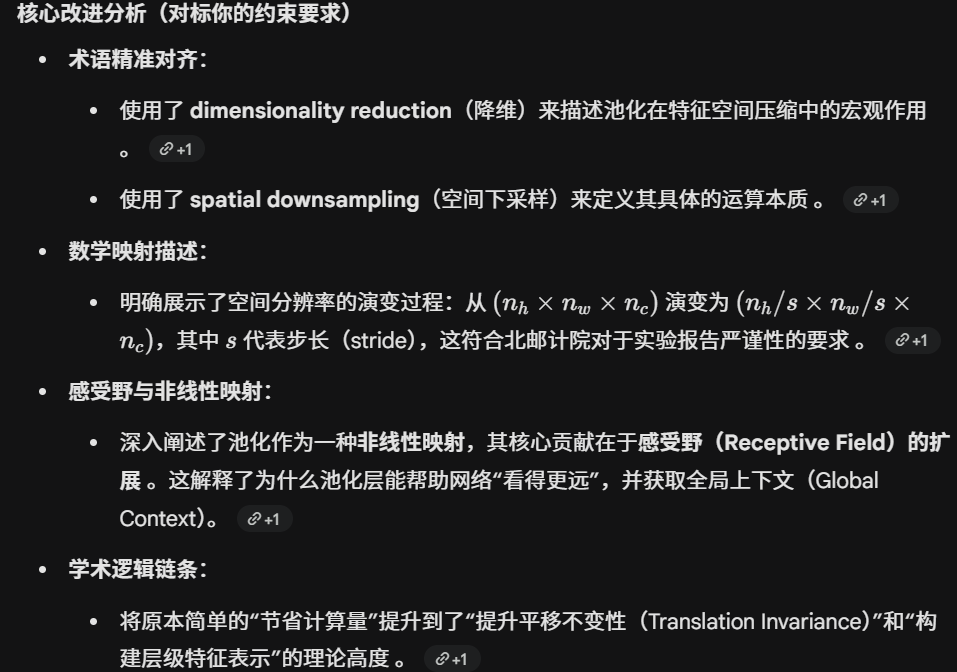 核心改进分析（对标你的约束要求）
• 术语精准对齐：
• 使用了 dimensionality reduction（降维）来描述池化在特征空间压缩中的宏观作用
。 +1
• 使用了 spatial downsampling（空间下采样）来定义其具体的运算本质 。 +1
• 数学映射描述：
• 明确展示了空间分辨率的演变过程：从 (n_h × n_w × n_c) 演变为 (n_h/s × n_w/s ×
n_c)，其中 s 代表步长（stride），这符合北邮计院对于实验报告严谨性的要求 。 +1
• 感受野与非线性映射：
• 深入阐述了池化作为一种非线性映射，其核心贡献在于感受野（Receptive Field）的扩
展 。这解释了为什么池化层能帮助网络“看得更远”，并获取全局上下文（Global
Context）。 +1
• 学术逻辑链条：
• 将原本简单的“节省计算量”提升到了“提升平移不变性（Translation Invariance）”和“构
建层级特征表示”的理论高度 。 +1